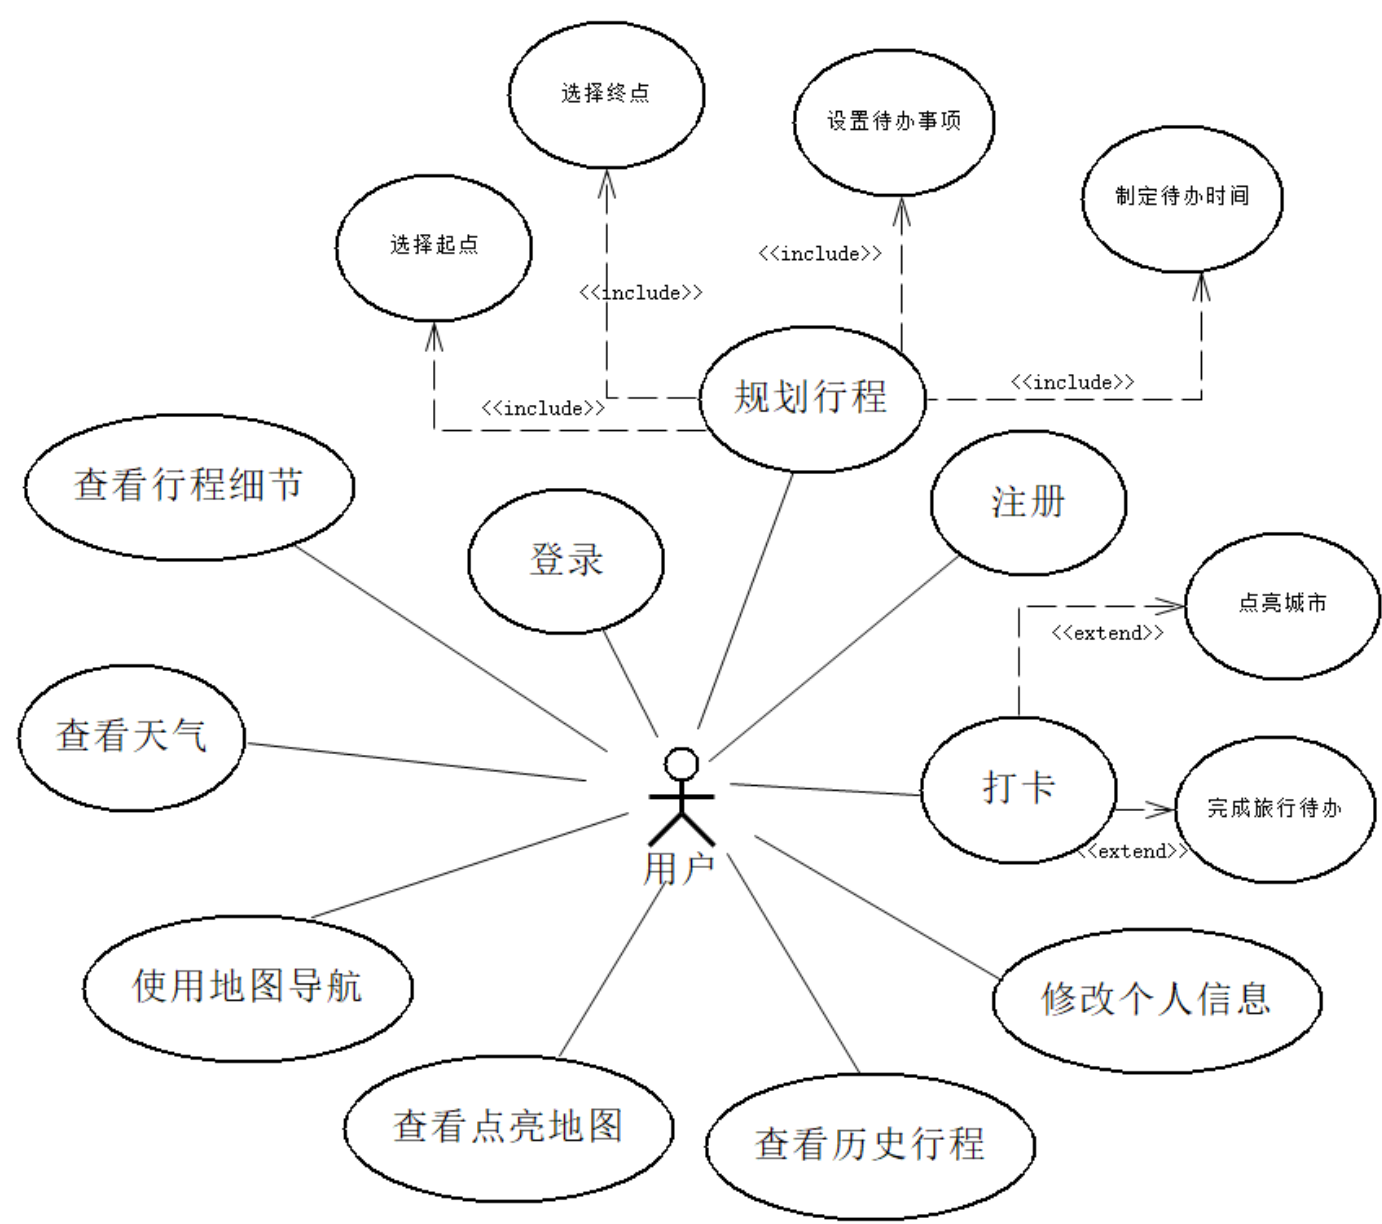 选择终点
设置待办事项
制定待办时间
选择起点
<<include>>
<<include>>
<<include>>
<<include>>
规划行程
查看行程细节
注册
登录
点亮城市
<<extend>>
查看天气
打卡
完成旅行待办
<<extend>>
用户
使用地图导航
修改个人信息
查看点亮地图
查看历史行程